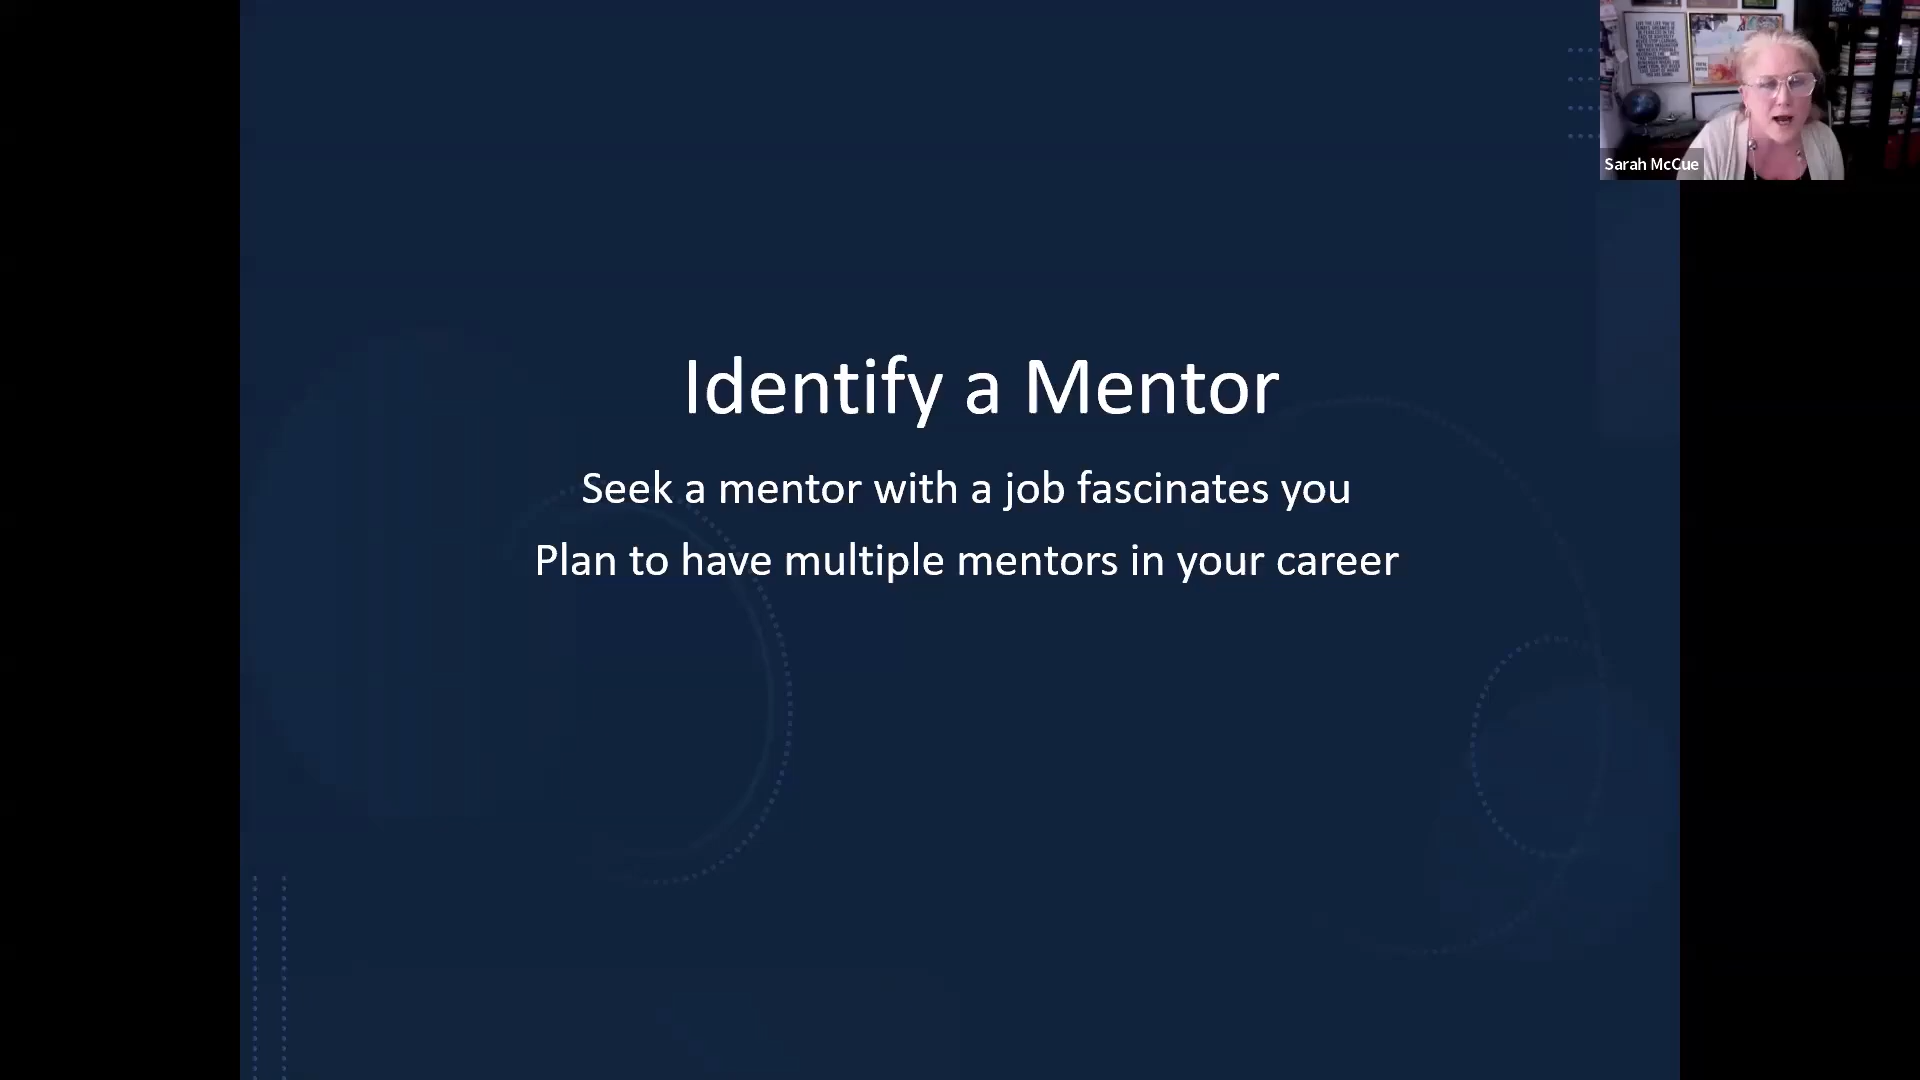 Identify a Mentor
Seek a mentor with a job fascinates you
Plan to have multiple mentors in your career
Sarah McCue